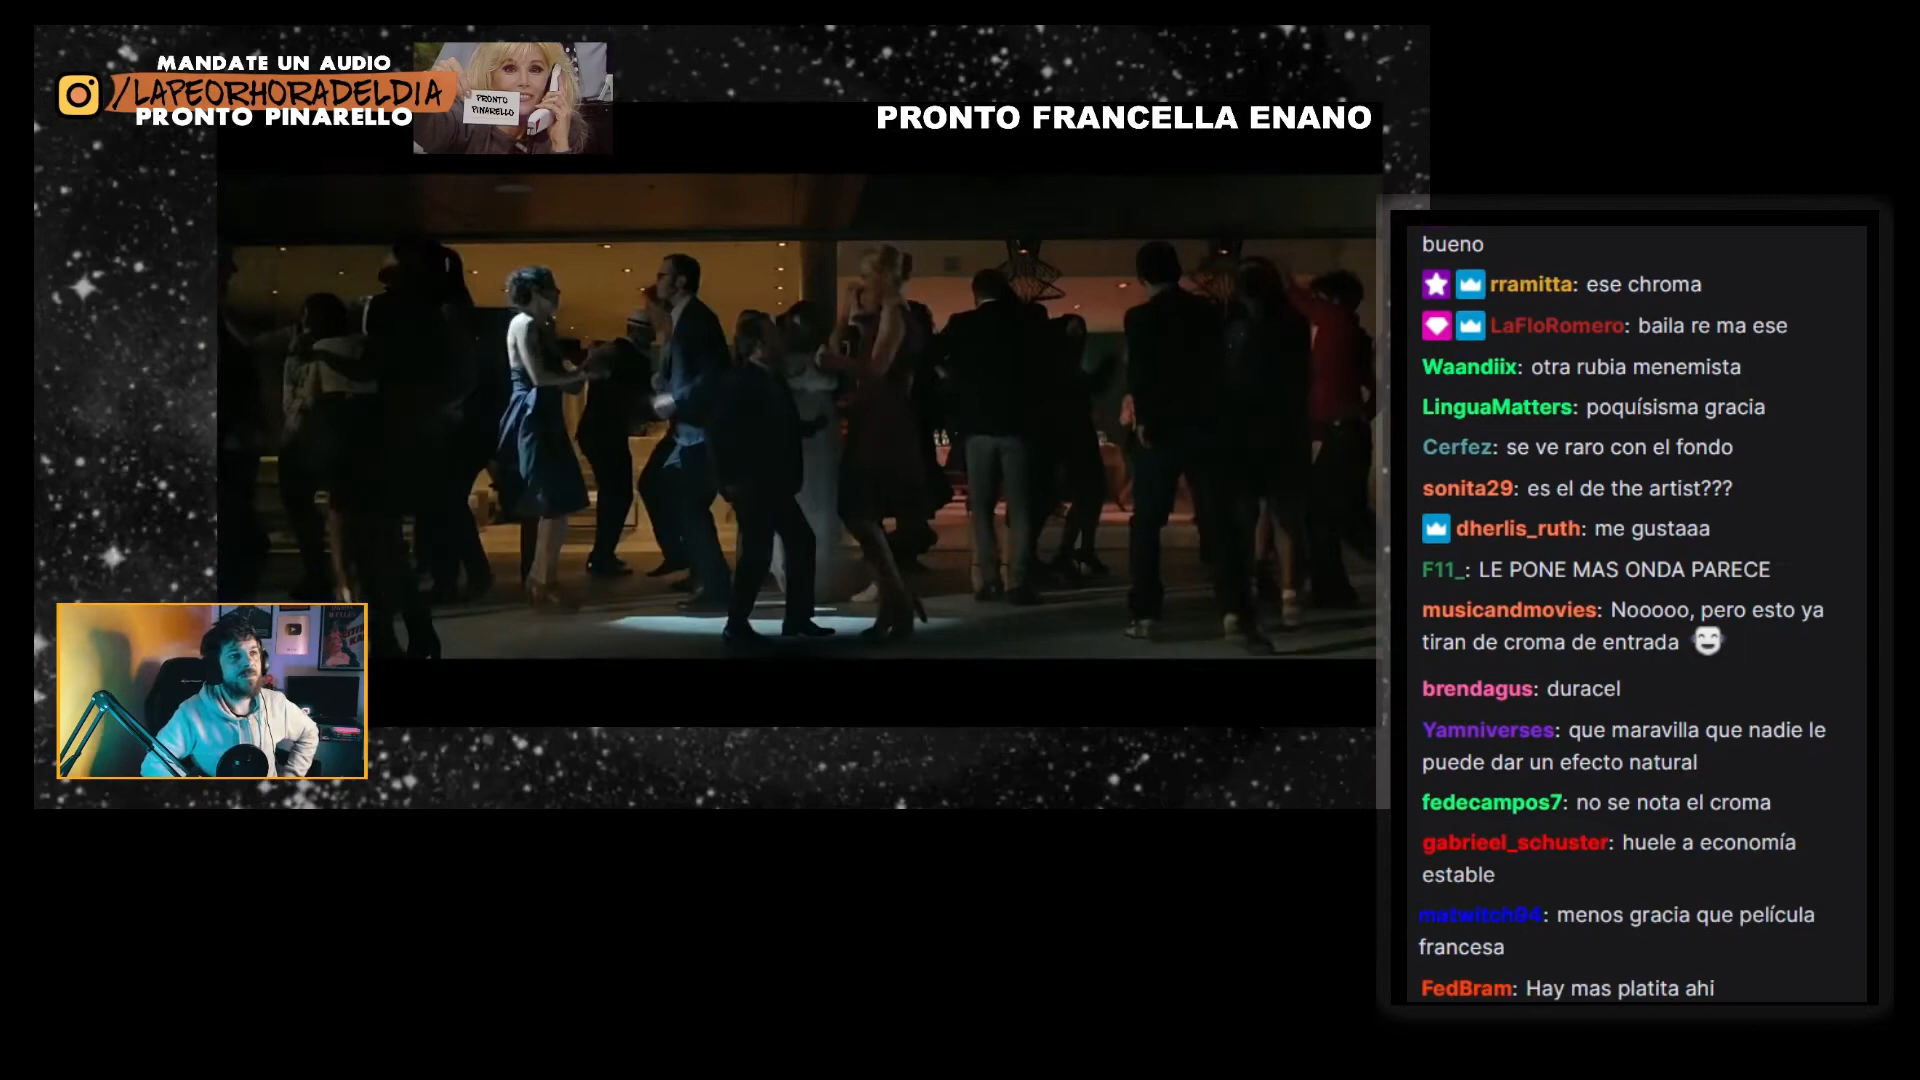 MANDATE UN AUDIO
/LAPEORHORADELDIA
PRONTO PINARELLO
PRONTO
PINARELLO
PRONTO FRANCELLA ENANO
bueno
rramitta: ese chroma
LaFloRomero: baila re ma ese
Waandiix: otra rubia menemista
LinguaMatters: poquísisma gracia
Cerfez: se ve raro con el fondo
sonita29: es el de the artist???
dherlis_ruth: me gustaaa
F11_: LE PONE MAS ONDA PARECE
musicandmovies: Nooooo, pero esto ya
tiran de croma de entrada
brendagus: duracel
Yamniverses: que maravilla que nadie le
puede dar un efecto natural
fedecampos7: no se nota el croma
gabrieel_schuster: huele a economía
estable
matwitch94: menos gracia que película
francesa
FedBram: Hay mas platita ahi